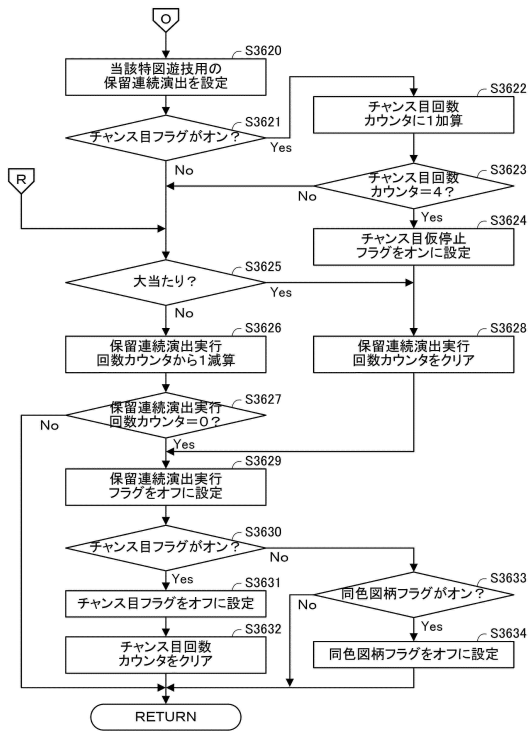 O
S3620
当該特図遊技用の
保留連続演出を設定
S3621
チャンス目フラグがオン？
Yes
No
S3622
チャンス目回数
カウンタに1加算
S3623
チャンス目回数
カウンタ＝4？
No
Yes
R
S3624
チャンス目仮停止
フラグをオンに設定
S3625
大当たり？
Yes
No
S3626
保留連続演出実行
回数カウンタから1減算
S3628
保留連続演出実行
回数カウンタをクリア
S3627
保留連続演出実行
回数カウンタ＝0？
No
Yes
S3629
保留連続演出実行
フラグをオフに設定
S3630
チャンス目フラグがオン？
No
Yes
S3631
チャンス目フラグをオフに設定
S3633
同色図柄フラグがオン？
No
Yes
S3632
チャンス目回数
カウンタをクリア
S3634
同色図柄フラグをオフに設定
RETURN